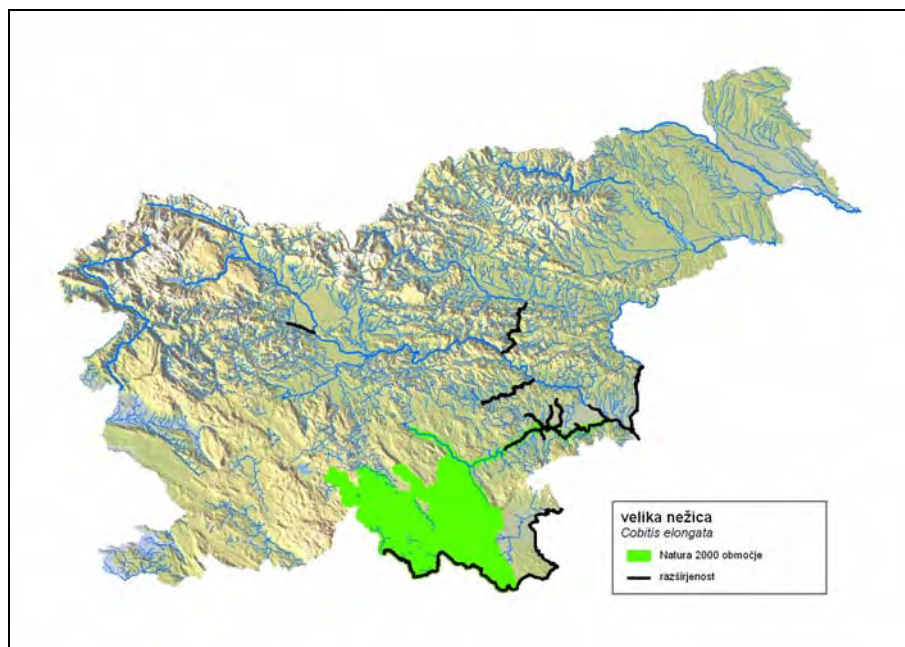 velika nežica
Cobitis elongata
Natura 2000 območje
razširjenost